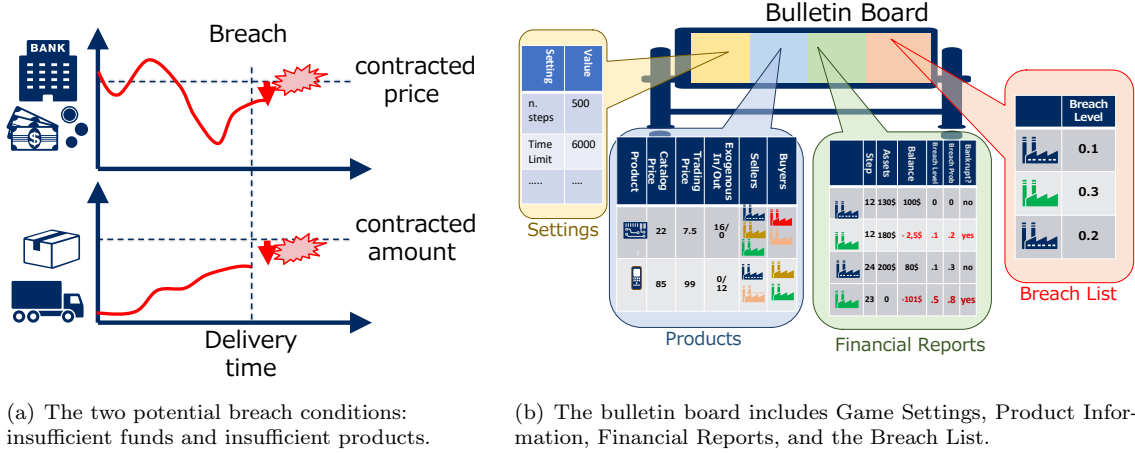 Breach
BANK
contracted
price
contracted
amount
Delivery
time
(a) The two potential breach conditions:
insufficient funds and insufficient products.
Bulletin Board
Setting Value
n. steps 500
Time Limit 6000
..... ....
Settings
Product Catalog Price Trading Price Exogenous In/Out Sellers Buyers
22 7.5 16/0
85 99 0/12
Products
Step Assets Balance Breach Level Breach Prob Bankrupt?
12 130$ 100$ 0 0 no
12 180$ - 2,5$ .1 .2 yes
24 200$ 80$ .1 .3 no
23 0 -101$ .5 .8 yes
Financial Reports
Breach Level
0.1
0.3
0.2
Breach List
(b) The bulletin board includes Game Settings, Product Infor-
mation, Financial Reports, and the Breach List.